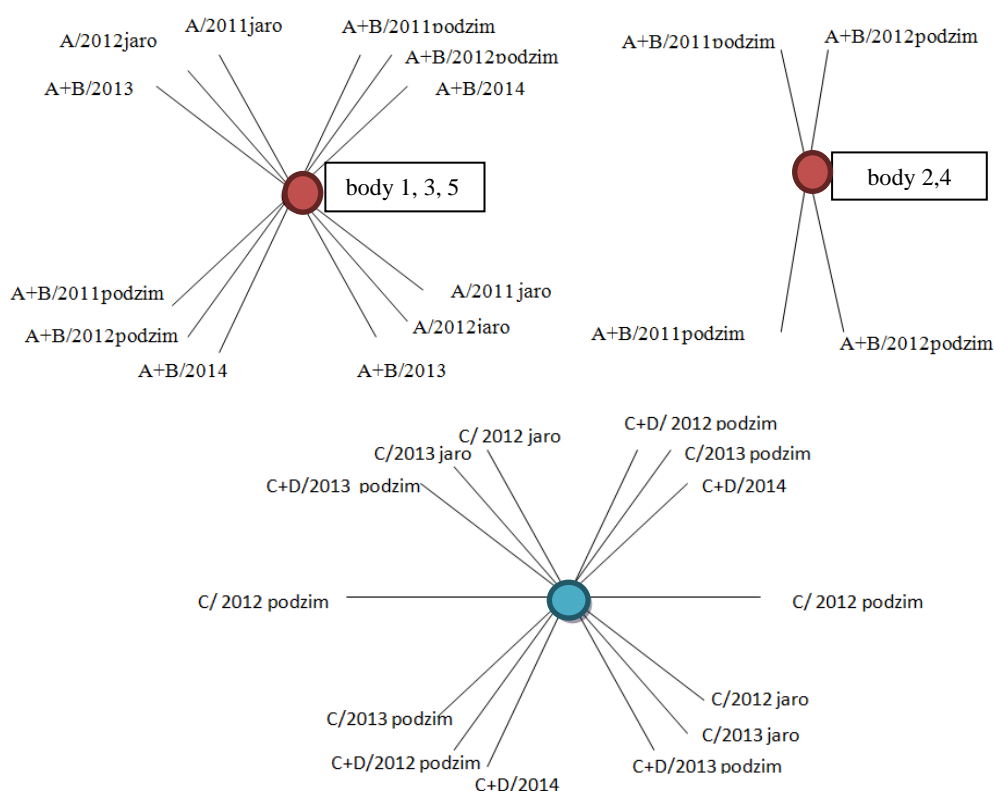 A/2012jaro
A/2011jaro
A+B/2011podzim
A+B/2012podzim
A+B/2013
A+B/2014
body 1, 3, 5
A+B/2011podzim
A+B/2012podzim
A+B/2014
A/2011 jaro
A/2012jaro
A+B/2013
A+B/2011podzim
A+B/2012podzim
body 2,4
A+B/2011podzim
A+B/2012podzim
C/ 2012 jaro
C/2013 jaro
C+D/2013 podzim
C+D/ 2012 podzim
C/2013 podzim
C+D/2014
C/ 2012 podzim
C/ 2012 podzim
C/2013 podzim
C+D/2012 podzim
C+D/2014
C/2012 jaro
C/2013 jaro
C+D/2013 podzim